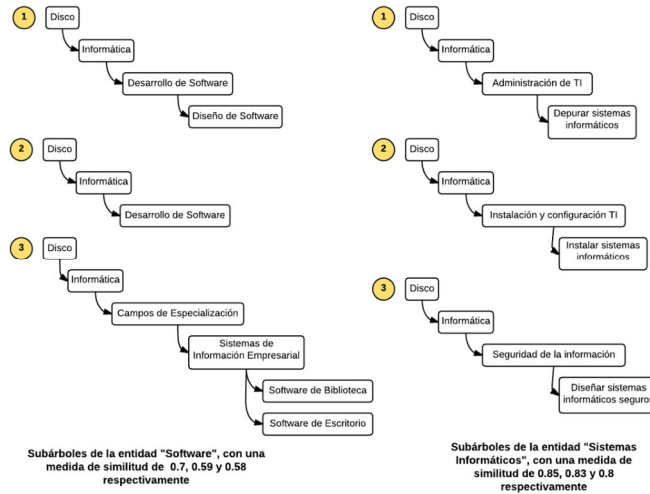 1
Disco
Informática
Desarrollo de Software
Diseño de Software
2
Disco
Informática
Desarrollo de Software
3
Disco
Informática
Campos de Especialización
Sistemas de
Información Empresarial
Software de Biblioteca
Software de Escritorio
Subárboles de la entidad "Software", con una
medida de similitud de 0.7, 0.59 y 0.58
respectivamente
1
Disco
Informática
Administración de TI
Depurar sistemas
informáticos
2
Disco
Informática
Instalación y configuración TI
Instalar sistemas
informáticos
3
Disco
Informática
Seguridad de la información
Diseñar sistemas
informáticos seguros
Subárboles de la entidad "Sistemas
Informáticos", con una medida de
similitud de 0.85, 0.83 y 0.8
respectivamente